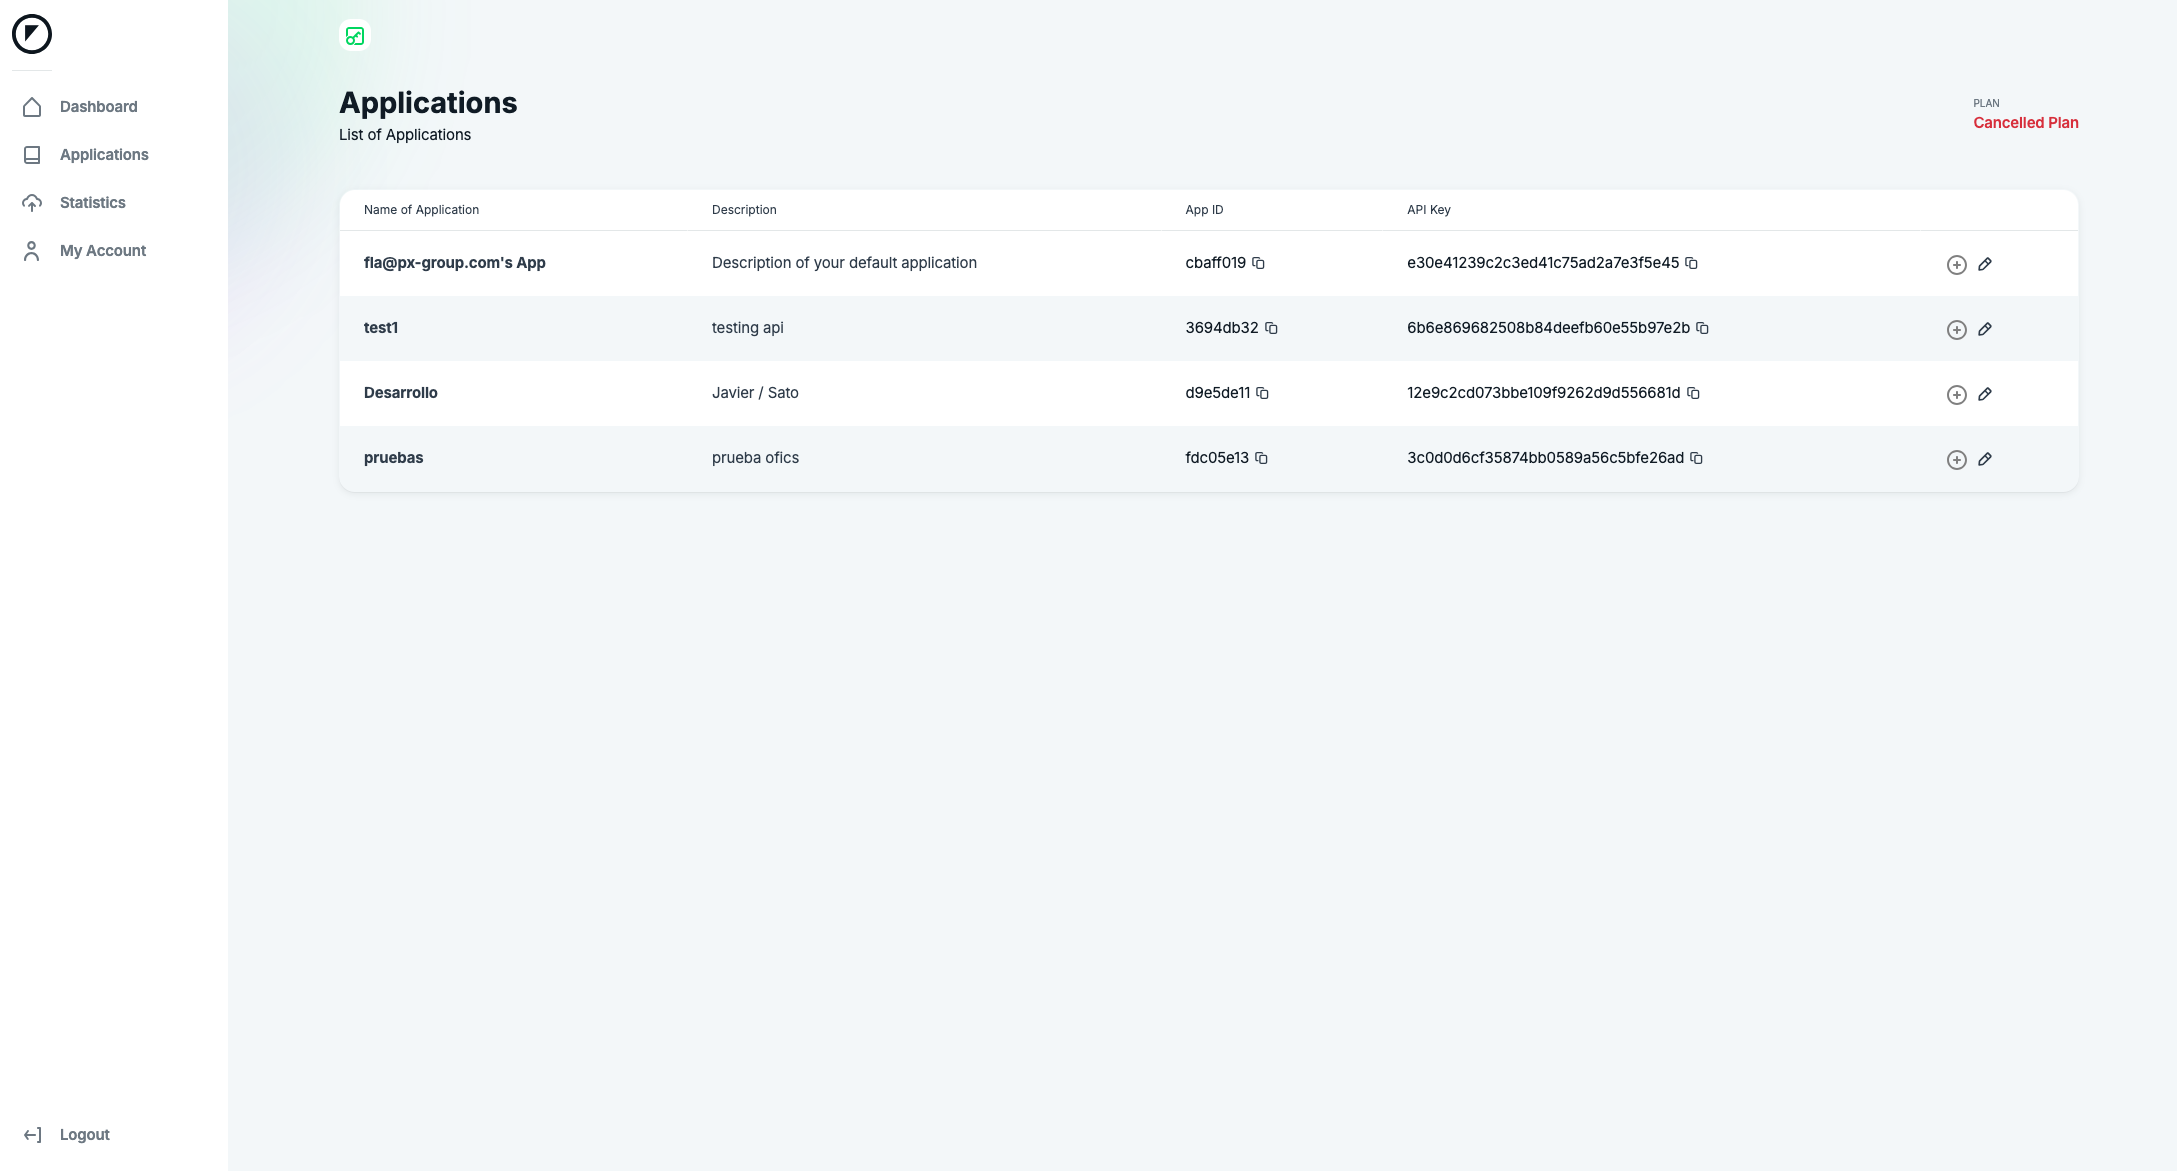 Dashboard
Applications
Statistics
My Account
Logout
Applications
List of Applications
PLAN
Cancelled Plan
Name of Application Description App ID API Key
fla@px-group.com's App Description of your default application cbaff019 e30e41239c2c3ed41c75ad2a7e3f5e45
test1 testing api 3694db32 6b6e869682508b84deefb60e55b97e2b
Desarrollo Javier / Sato d9e5de11 12e9c2cd073bbe109f9262d9d556681d
pruebas prueba ofics fdc05e13 3c0d0d6cf35874bb0589a56c5bfe26ad